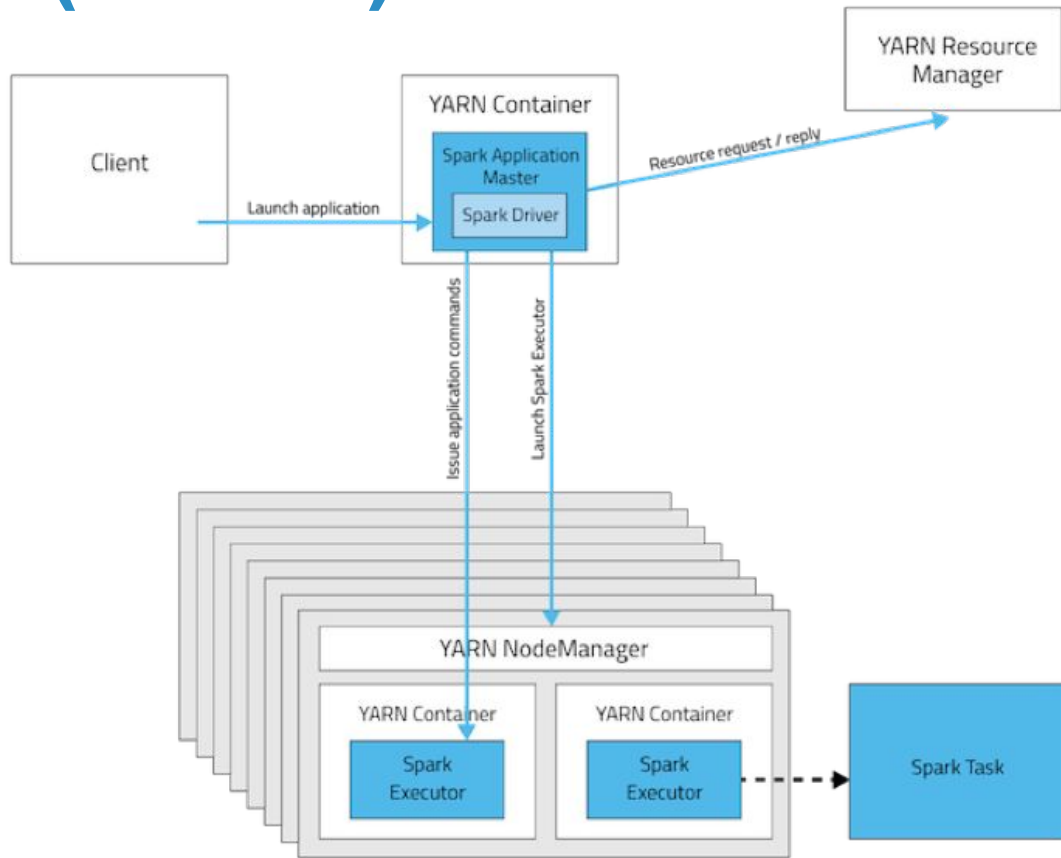 YARN Resource
Manager
YARN Container
Client
Spark Application
Master
Spark Driver
Launch application
Resource request / reply
Issue application commands
Launch Spark Executor
YARN NodeManager
YARN Container
YARN Container
Spark
Executor
Spark
Executor
Spark Task